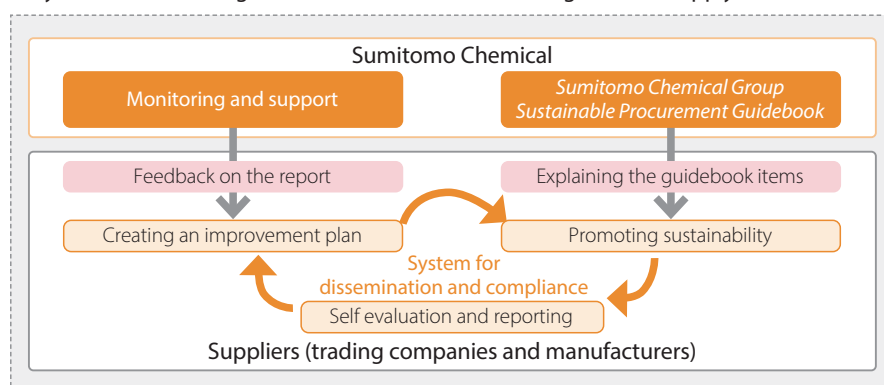 Sumitomo Chemical
Monitoring and support
Sumitomo Chemical Group
Sustainable Procurement Guidebook
Feedback on the report
Explaining the guidebook items
Creating an improvement plan
Promoting sustainability
System for
dissemination and compliance
Self evaluation and reporting
Suppliers (trading companies and manufacturers)